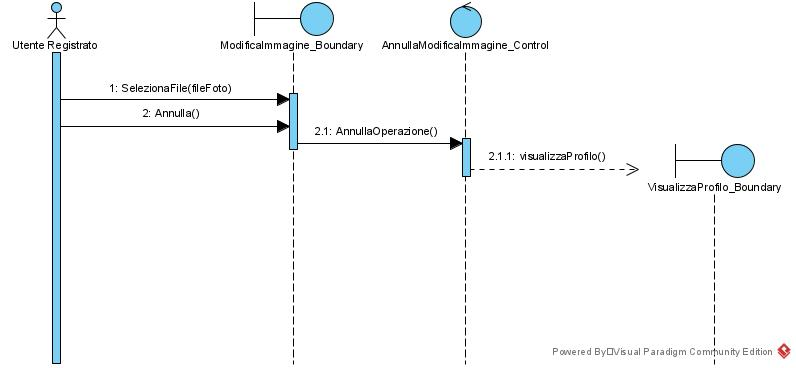 Utente Registrato
ModificaImmagine_Boundary
AnnullaModificaImmagine_Control
1: SelezionaFile(fileFoto)
2: Annulla()
2.1: AnnullaOperazione()
2.1.1: visualizzaProfilo()
VisualizzaProfilo_Boundary
Powered By Visual Paradigm Community Edition